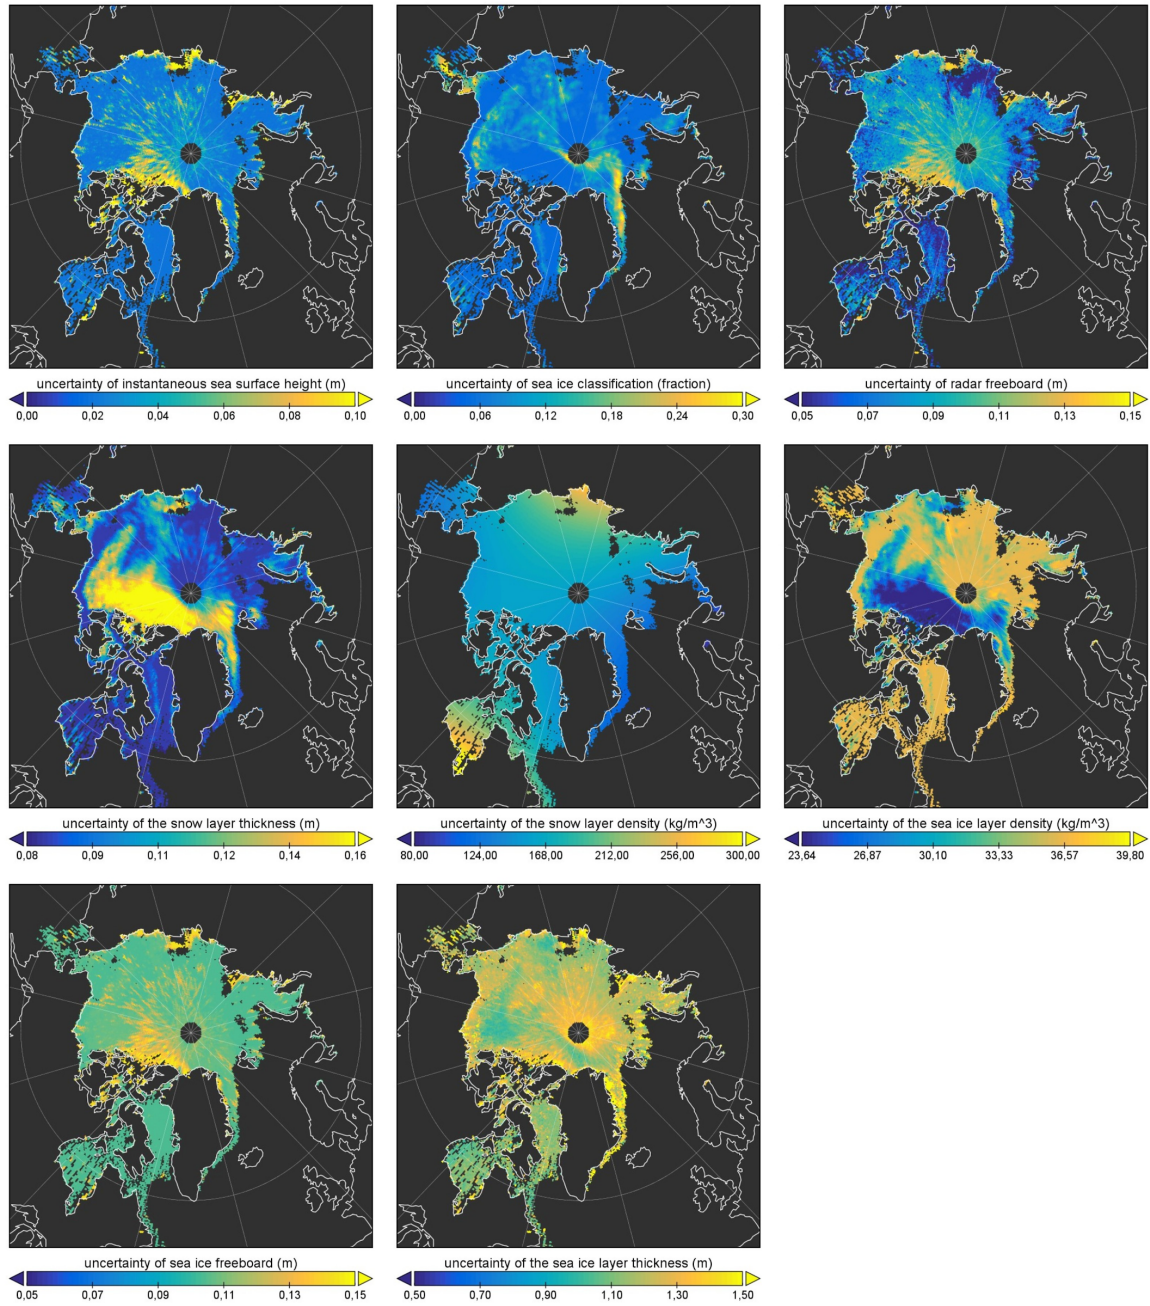 uncertainty of instantaneous sea surface height (m)
0,00 0,02 0,04 0,06 0,08 0,10
uncertainty of sea ice classification (fraction)
0,00 0,06 0,12 0,18 0,24 0,30
uncertainty of radar freeboard (m)
0,05 0,07 0,09 0,11 0,13 0,15
uncertainty of the snow layer thickness (m)
0,08 0,09 0,11 0,12 0,14 0,16
uncertainty of the snow layer density (kg/m^3)
80,00 124,00 168,00 212,00 256,00 300,00
uncertainty of the sea ice layer density (kg/m^3)
23,64 26,87 30,10 33,33 36,57 39,80
uncertainty of sea ice freeboard (m)
0,05 0,07 0,09 0,11 0,13 0,15
uncertainty of the sea ice layer thickness (m)
0,50 0,70 0,90 1,10 1,30 1,50